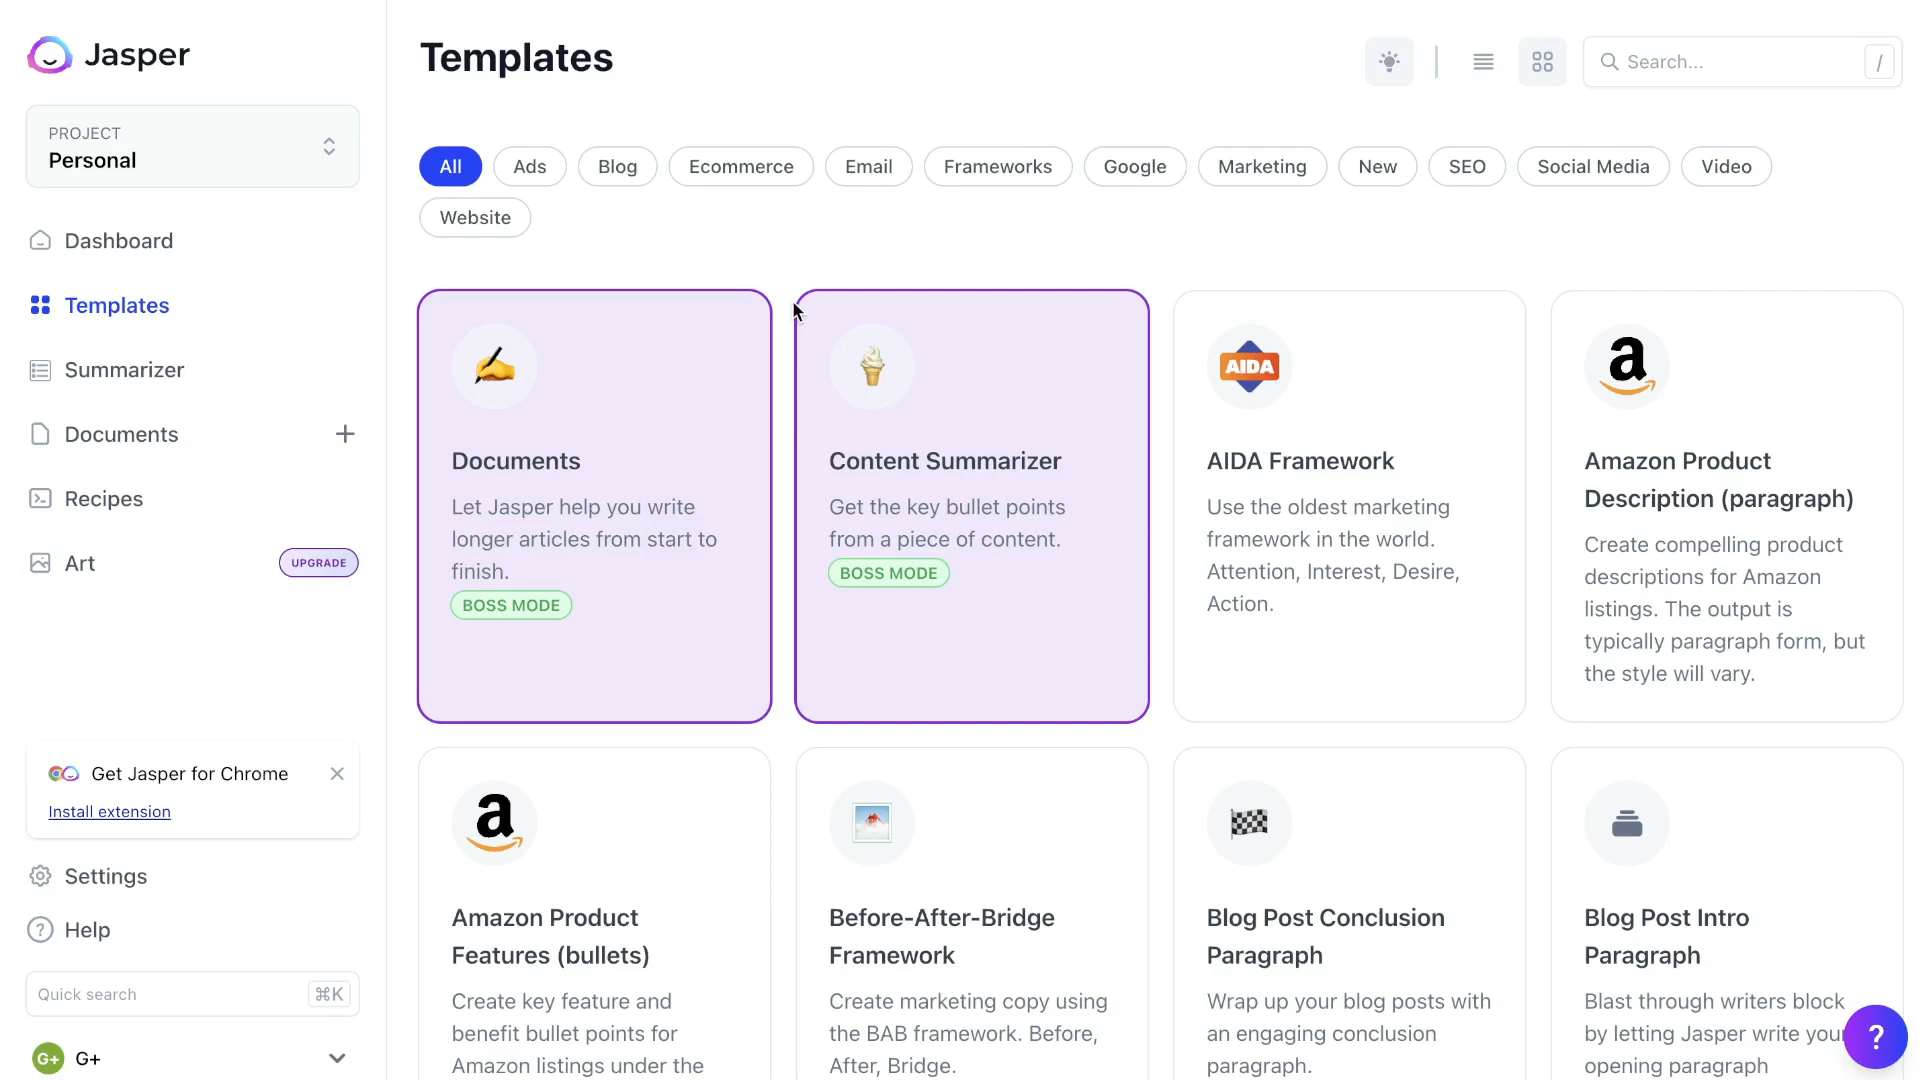 Jasper
PROJECT
Personal
Dashboard
Templates
Summarizer
Documents
Recipes
Art
UPGRADE
Get Jasper for Chrome
Install extension
Settings
Help
Quick search
⌘K
G+
G+
Templates
Search...
/
All
Ads
Blog
Ecommerce
Email
Frameworks
Google
Marketing
New
SEO
Social Media
Video
Website
Documents
Let Jasper help you write
longer articles from start to
finish.
BOSS MODE
Content Summarizer
Get the key bullet points
from a piece of content.
BOSS MODE
AIDA
AIDA Framework
Use the oldest marketing
framework in the world.
Attention, Interest, Desire,
Action.
a
Amazon Product
Description (paragraph)
Create compelling product
descriptions for Amazon
listings. The output is
typically paragraph form, but
the style will vary.
a
Amazon Product
Features (bullets)
Create key feature and
benefit bullet points for
Amazon listings under the
Before-After-Bridge
Framework
Create marketing copy using
the BAB framework. Before,
After, Bridge.
Blog Post Conclusion
Paragraph
Wrap up your blog posts with
an engaging conclusion
paragraph.
Blog Post Intro
Paragraph
Blast through writers block
by letting Jasper write your
opening paragraph
?